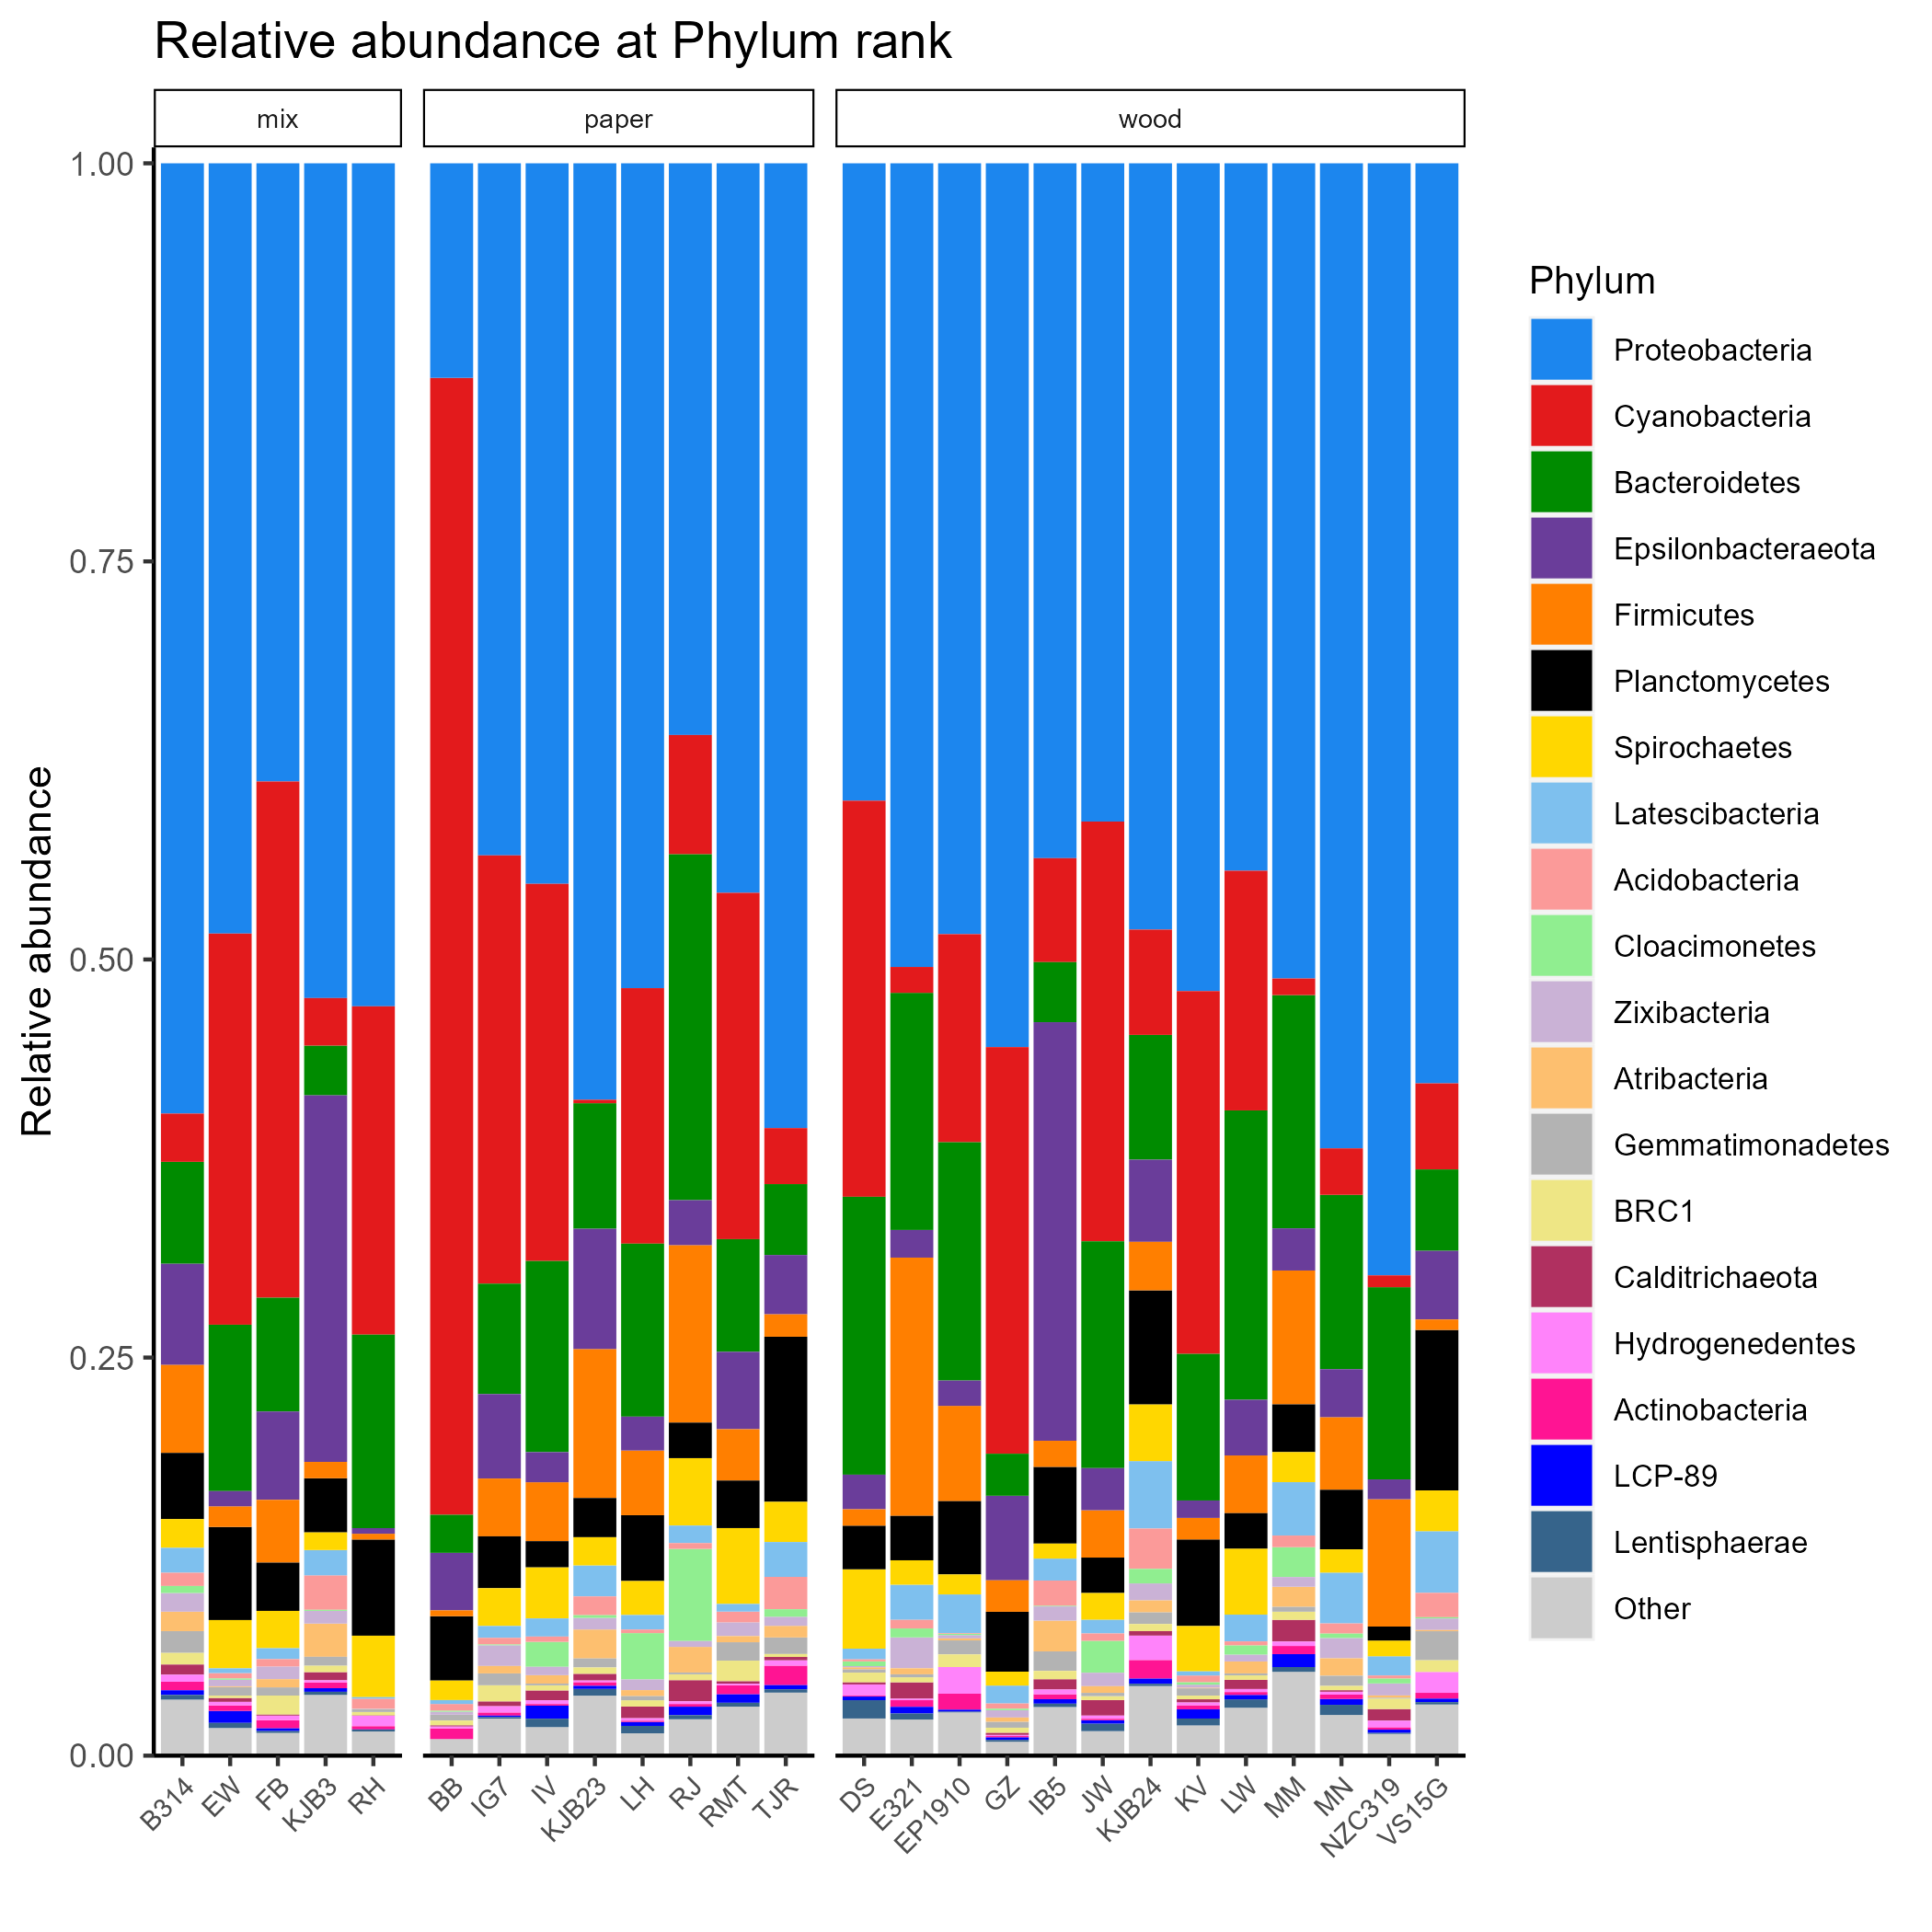 Relative abundance at Phylum rank
mix
paper
wood
Relative abundance
1.00
0.75
0.50
0.25
0.00
B314
EW
FB
KJB3
RH
BB
IG7
IV
KJB23
LH
RJ
RMT
TJR
DS
E321
EP1910
GZ
IB5
JW
KJB24
KV
LW
MM
MN
NZC319
VS15G
Phylum
Proteobacteria
Cyanobacteria
Bacteroidetes
Epsilonbacteraeota
Firmicutes
Planctomycetes
Spirochaetes
Latescibacteria
Acidobacteria
Cloacimonetes
Zixibacteria
Atribacteria
Gemmatimonadetes
BRC1
Calditrichaeota
Hydrogenedentes
Actinobacteria
LCP-89
Lentisphaerae
Other